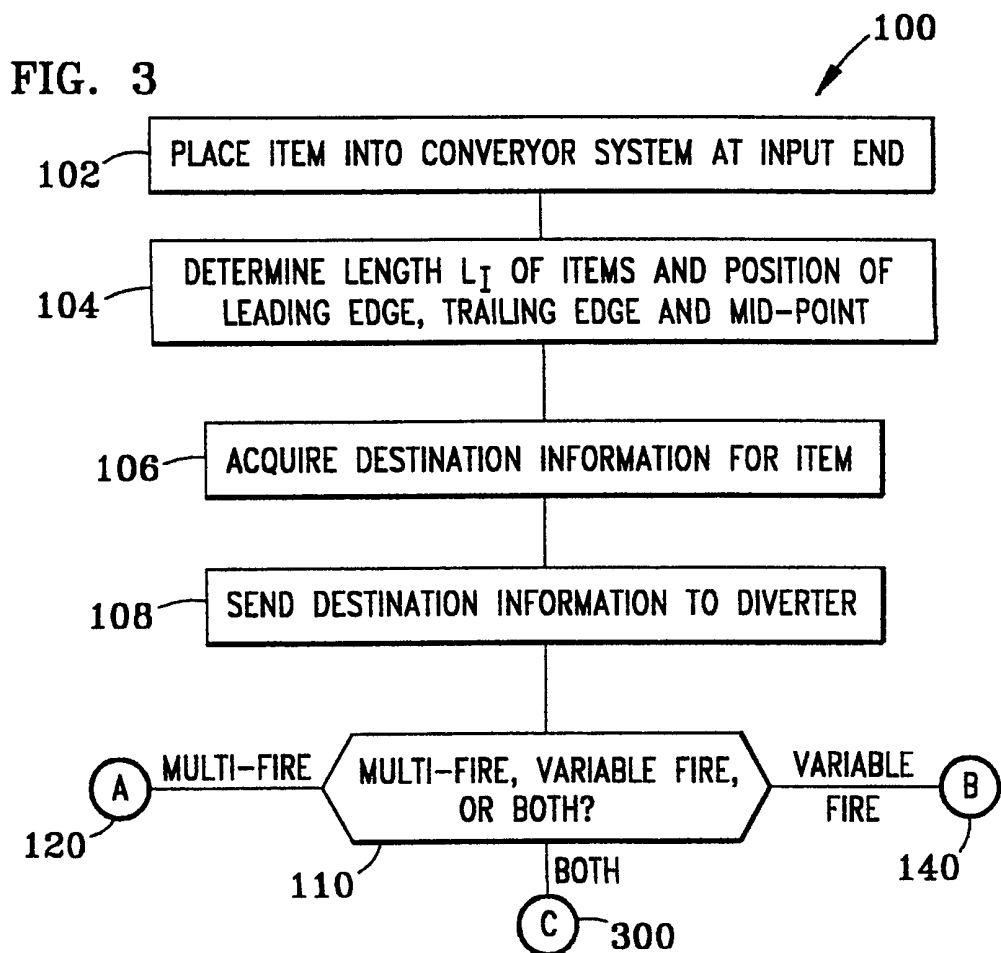 100
FIG. 3
PLACE ITEM INTO CONVERYOR SYSTEM AT INPUT END
102
DETERMINE LENGTH LI OF ITEMS AND POSITION OF
LEADING EDGE, TRAILING EDGE AND MID-POINT
104
ACQUIRE DESTINATION INFORMATION FOR ITEM
106
SEND DESTINATION INFORMATION TO DIVERTER
108
A
MULTI-FIRE
MULTI-FIRE, VARIABLE FIRE,
OR BOTH?
VARIABLE
FIRE
B
120
110
BOTH
140
C
300